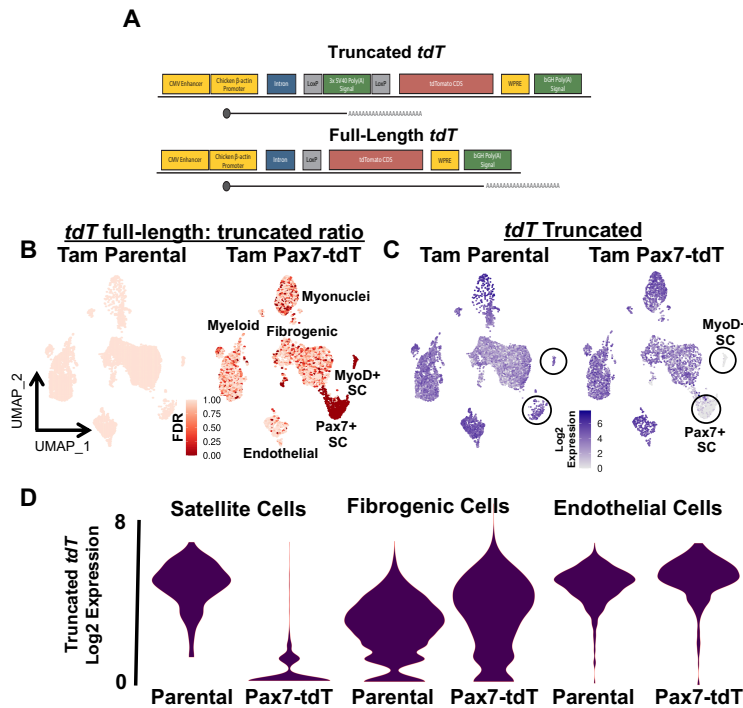 A
Truncated tdT
CMV Enhancer
Chicken β-actin
Promoter
Intron
LoxP
3x SV40 Poly(A)
Signal
LoxP
tdTomato CDS
WPRE
bGH Poly(A)
Signal
AAAAAAAAAAAAAAAAAAAAAA
Full-Length tdT
CMV Enhancer
Chicken β-actin
Promoter
Intron
LoxP
tdTomato CDS
WPRE
bGH Poly(A)
Signal
AAAAAAAAAAAAAAAAAAAAAA
B
tdT full-length: truncated ratio
Tam Parental
Tam Pax7-tdT
Myonuclei
Myeloid
Fibrogenic
MyoD+
SC
Pax7+
SC
Endothelial
UMAP_2
UMAP_1
FDR
1.00
0.75
0.50
0.25
0.00
C
tdT Truncated
Tam Parental
Tam Pax7-tdT
MyoD+
SC
Pax7+
SC
Log2
Expression
6
4
2
0
D
Satellite Cells
Fibrogenic Cells
Endothelial Cells
8
Truncated tdT
Log2 Expression
0
Parental
Pax7-tdT
Parental
Pax7-tdT
Parental
Pax7-tdT